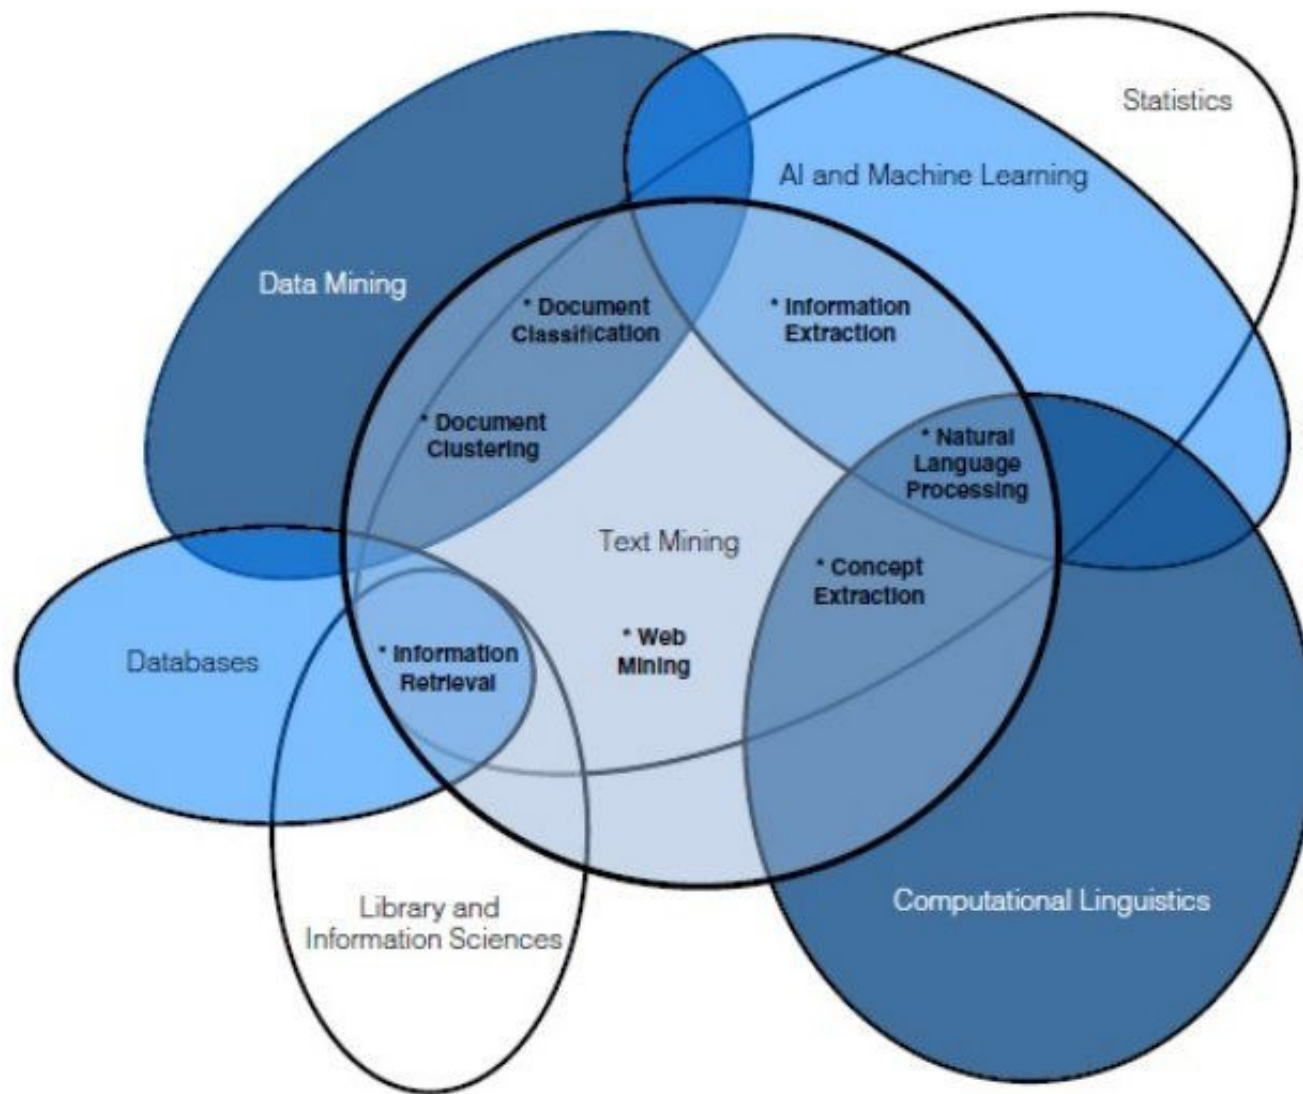 Statistics
AI and Machine Learning
Data Mining
* Document
Classification
* Information
Extraction
* Document
Clustering
* Natural
Language
Processing
Text Mining
* Concept
Extraction
* Web
Mining
Databases
* Information
Retrieval
Computational Linguistics
Library and
Information Sciences